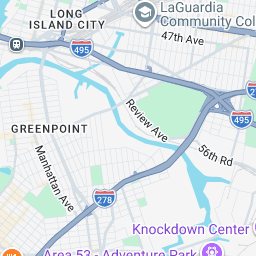 LONG
ISLAND CITY
LaGuardia
Community Col
495
47th Ave
495
27
Review Ave
GREENPOINT
56th Rd
Manhattan Ave
278
Knockdown Center
Area 53 - Adventure Park